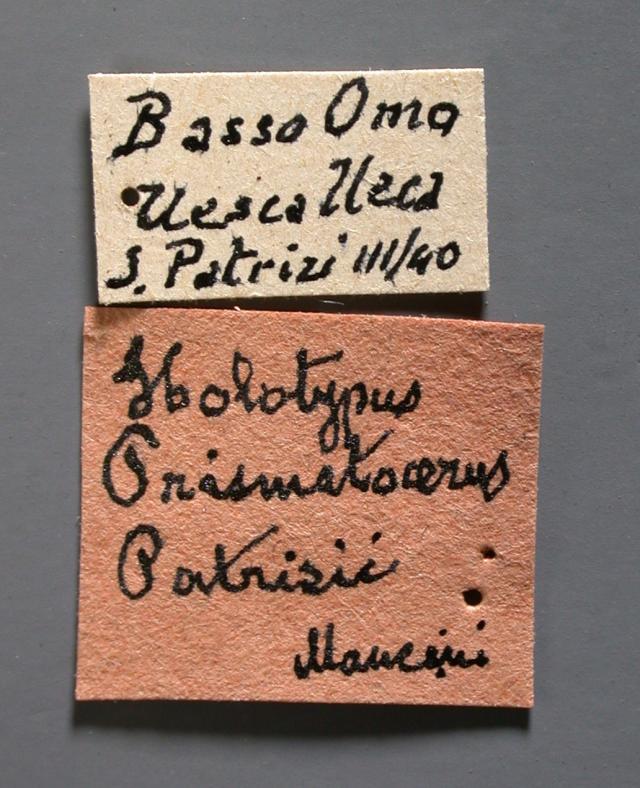 Basso Omo
Uesca Ueca
S. Patrizi III/40
Holotypus
Prismatocerus
Patrizii
Mancini